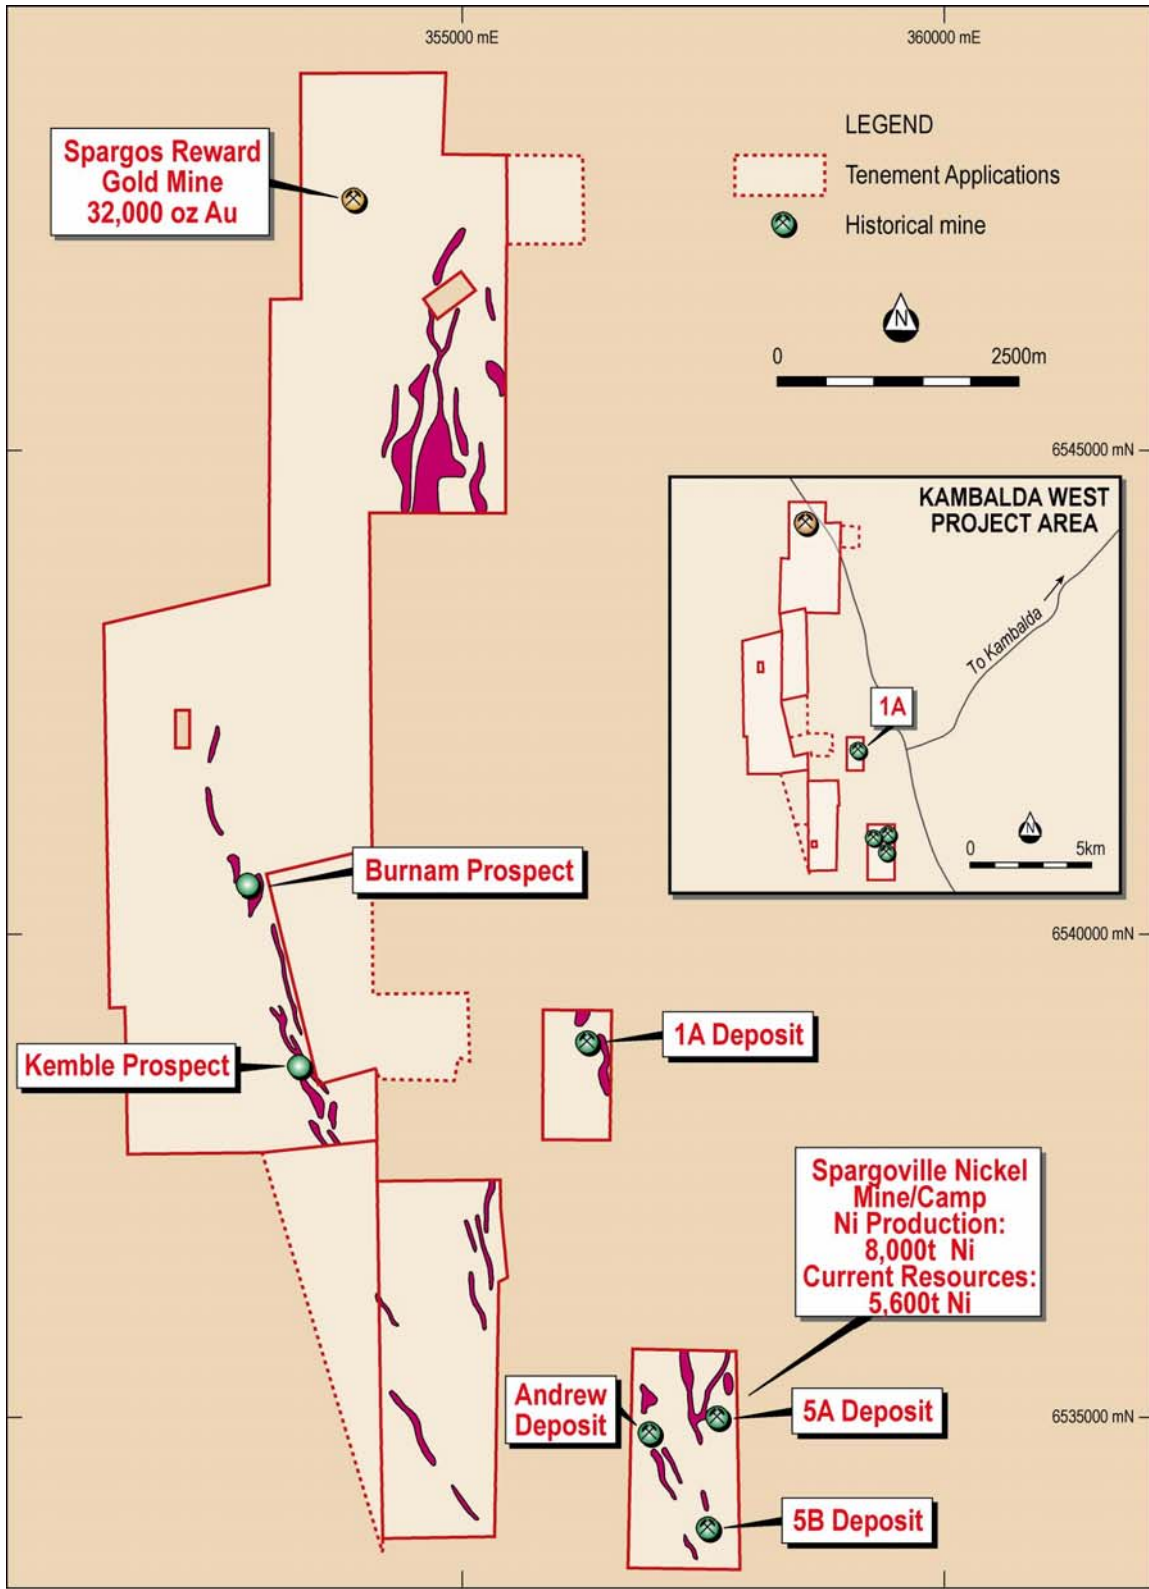 355000 mE
360000 mE
Spargos Reward
Gold Mine
32,000 oz Au
LEGEND
Tenement Applications
Historical mine
N
0
2500m
6545000 mN
KAMBALDA WEST
PROJECT AREA
To Kambalda
1A
N
0
5km
Burnam Prospect
6540000 mN
1A Deposit
Kemble Prospect
Spargoville Nickel
Mine/Camp
Ni Production:
8,000t Ni
Current Resources:
5,600t Ni
Andrew
Deposit
5A Deposit
6535000 mN
5B Deposit